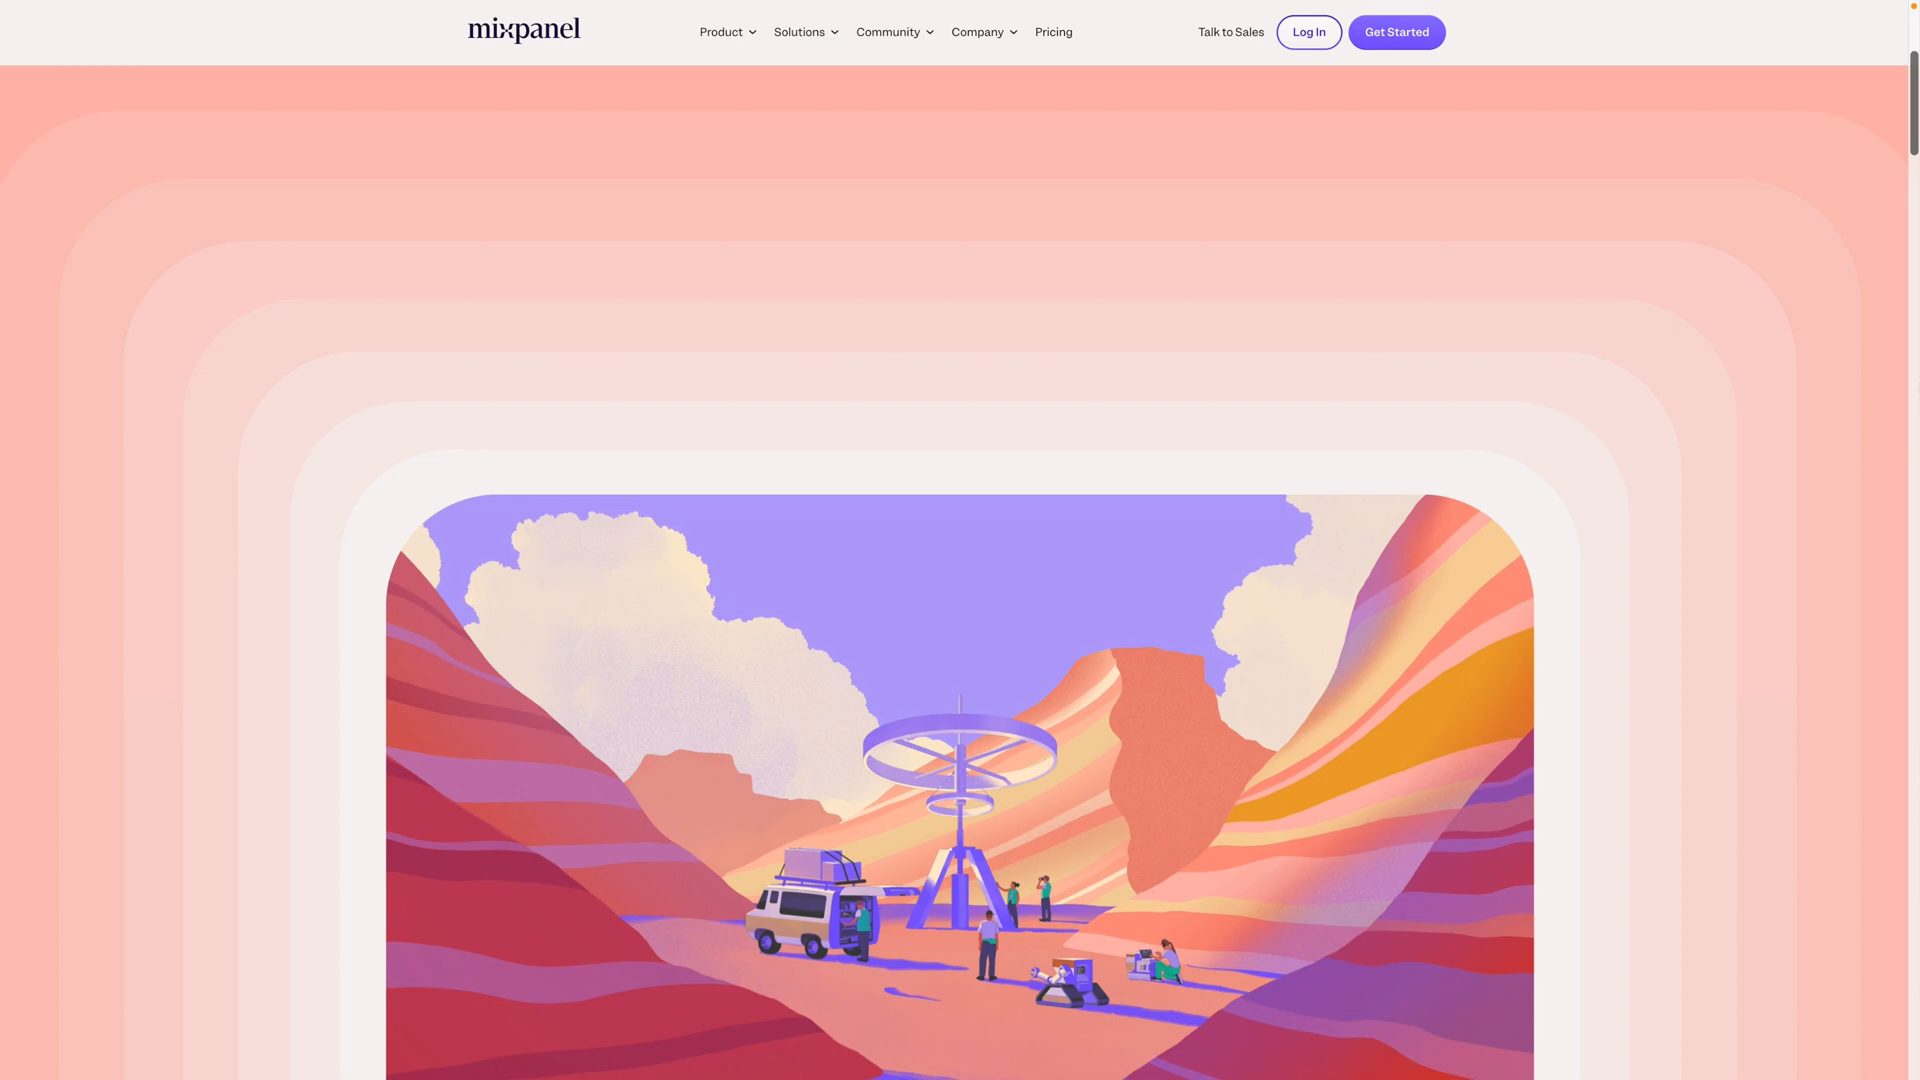 mixpanel
Product
Solutions
Community
Company
Pricing
Talk to Sales
Log In
Get Started